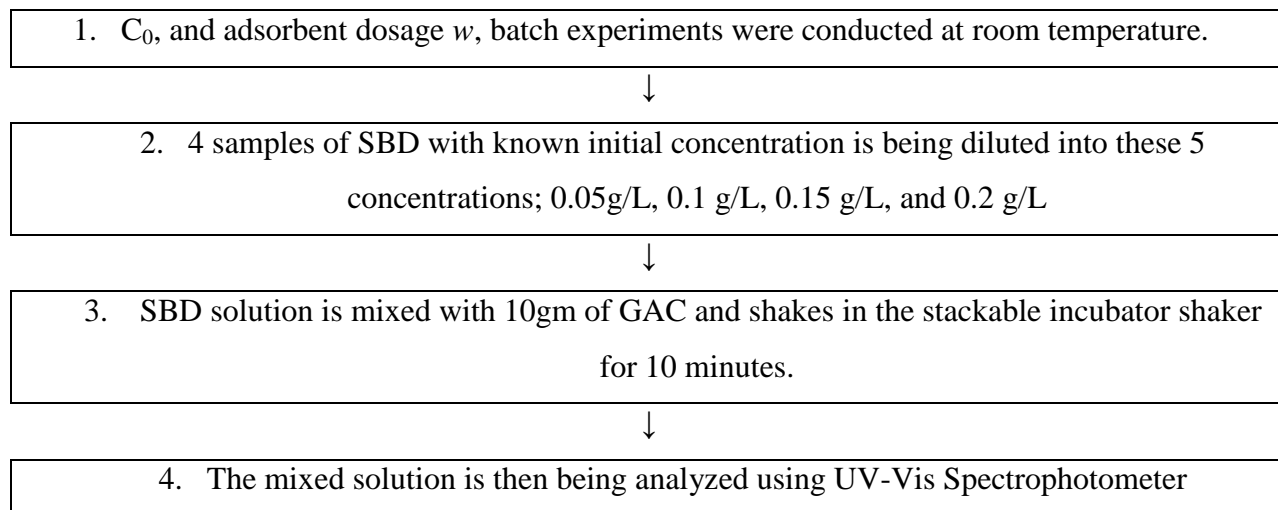 1. C₀, and adsorbent dosage w, batch experiments were conducted at room temperature.
↓
2. 4 samples of SBD with known initial concentration is being diluted into these 5
concentrations; 0.05g/L, 0.1 g/L, 0.15 g/L, and 0.2 g/L
↓
3. SBD solution is mixed with 10gm of GAC and shakes in the stackable incubator shaker
for 10 minutes.
↓
4. The mixed solution is then being analyzed using UV-Vis Spectrophotometer